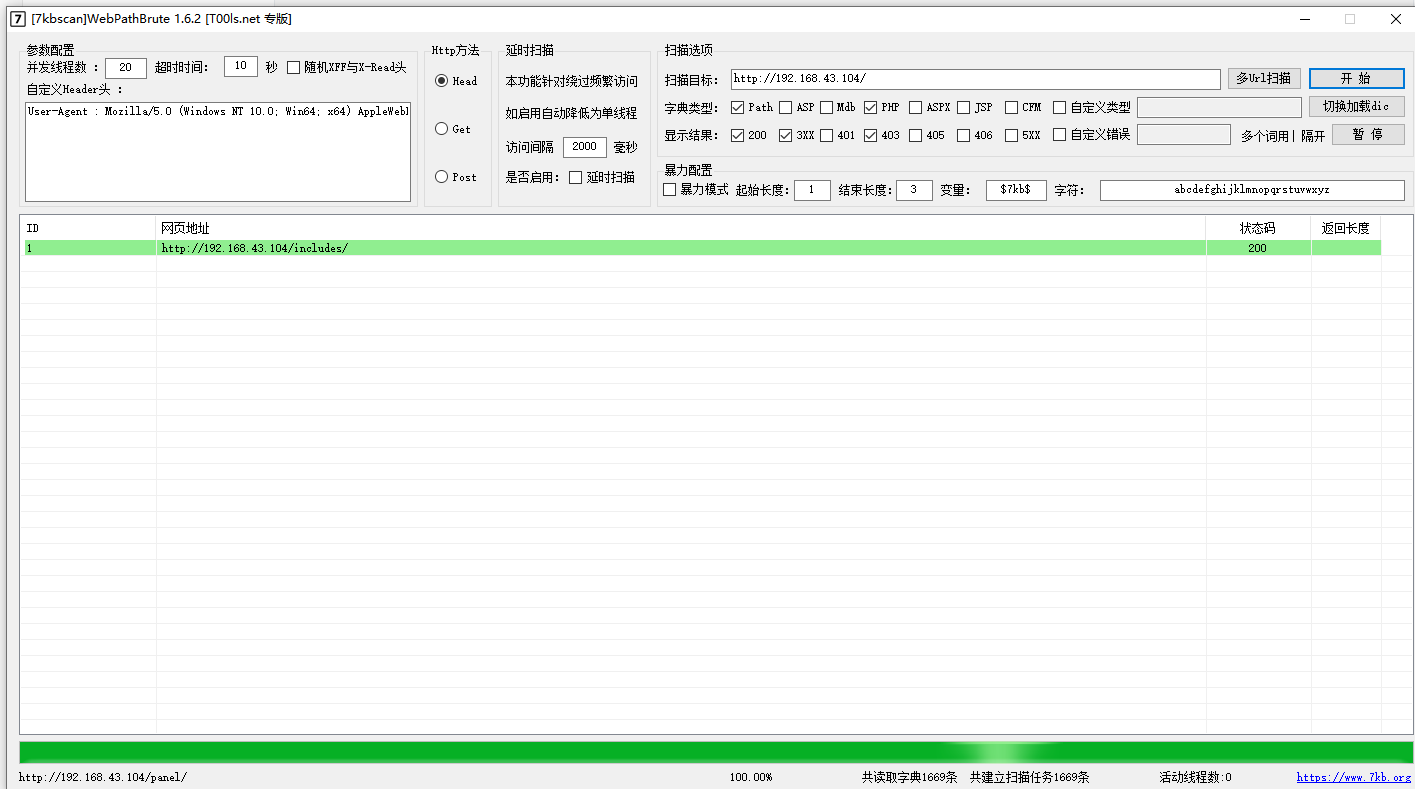 7 [7kbscan]WebPathBrute 1.6.2 [T00ls.net 专版]
参数配置
并发线程数 : 20 超时时间: 10 秒 随机XFF与X-Read头
自定义Header头 :
User-Agent : Mozilla/5.0 (Windows NT 10.0; Win64; x64) AppleWebl
Http方法
Head
Get
Post
延时扫描
本功能针对绕过频繁访问
如启用自动降低为单线程
访问间隔 2000 毫秒
是否启用: 延时扫描
扫描选项
扫描目标: http://192.168.43.104/ 多Url扫描 开 始
字典类型: Path ASP Mdb PHP ASPX JSP CFM 自定义类型 切换加载dic
显示结果: 200 3XX 401 403 405 406 5XX 自定义错误 多个词用| 隔开 暂 停
暴力配置
暴力模式 起始长度: 1 结束长度: 3 变量: $7kb$ 字符: abcdefghijklmnopqrstuvwxyz
ID 网页地址 状态码 返回长度
1 http://192.168.43.104/includes/ 200
http://192.168.43.104/panel/ 100.00% 共读取字典1669条 共建立扫描任务1669条 活动线程数:0 https://www.7kb.org